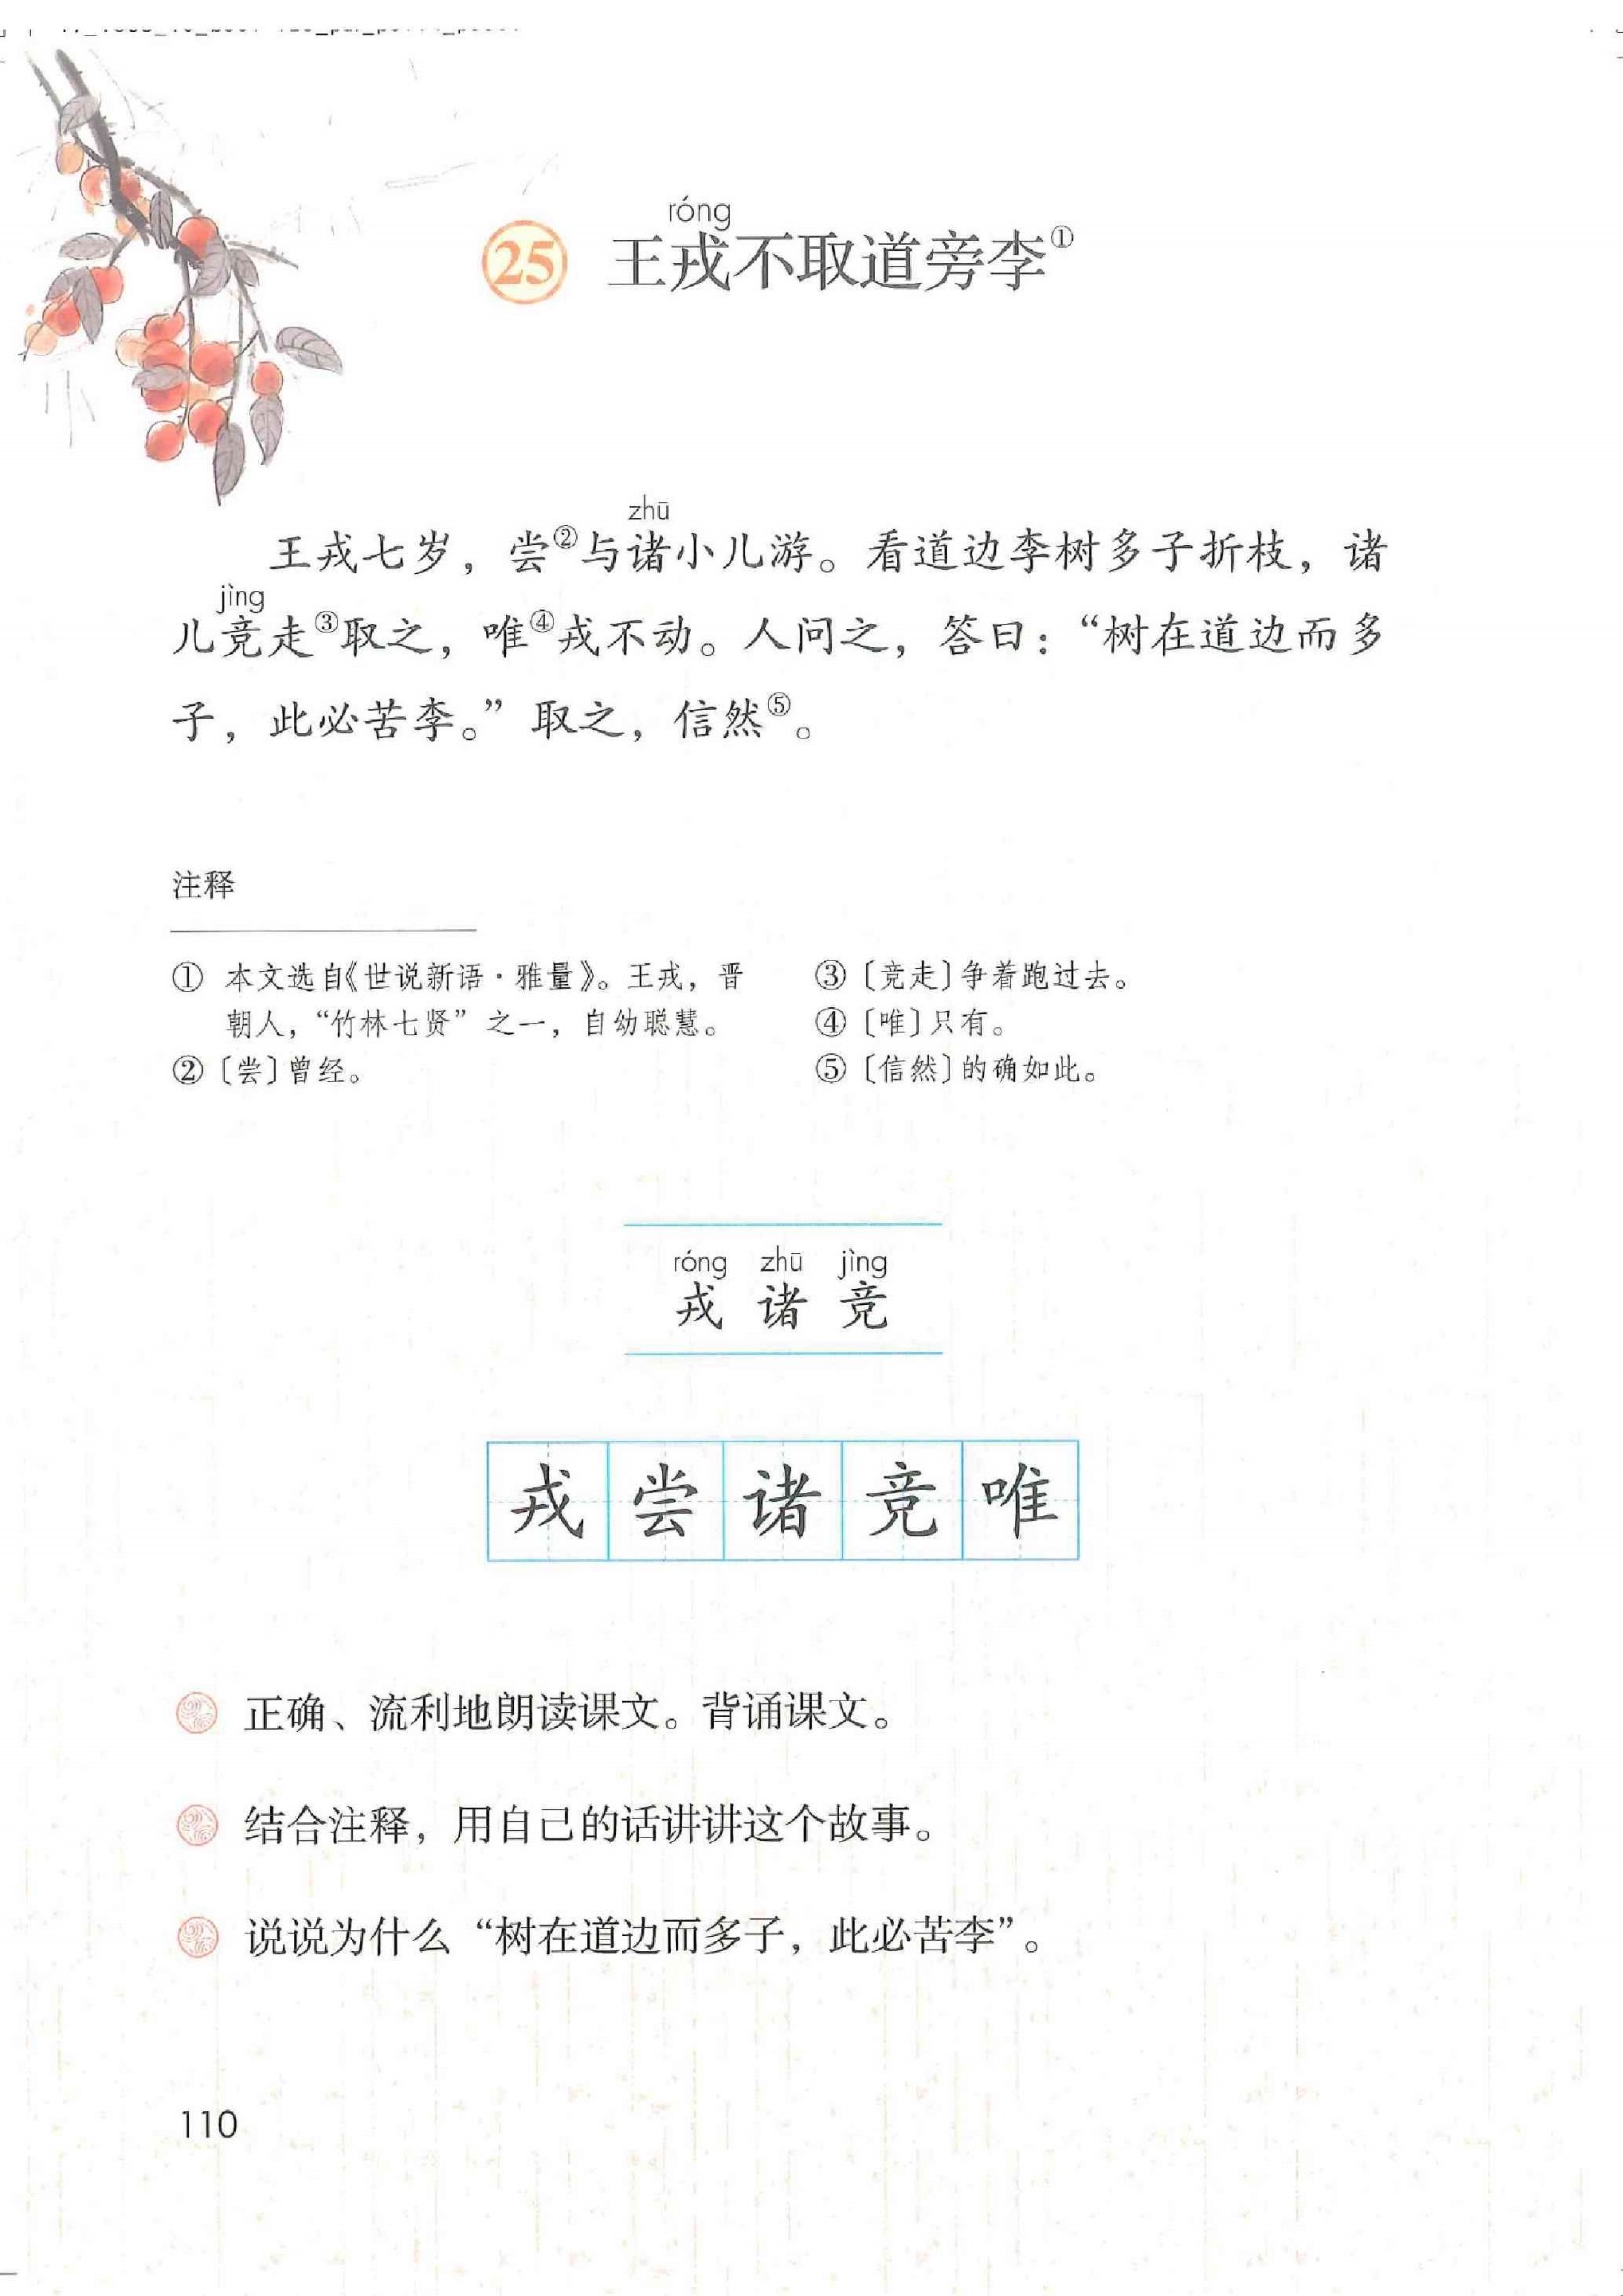 róng
25 王戎不取道旁李①
zhū
王戎七岁，尝②与诸小儿游。看道边李树多子折枝，诸
jìng
儿竞走③取之，唯④戎不动。人问之，答曰：“树在道边而多
子，此必苦李。”取之，信然⑤。
注释
① 本文选自《世说新语·雅量》。王戎，晋
朝人，“竹林七贤”之一，自幼聪慧。
②〔尝〕曾经。
③〔竞走〕争着跑过去。
④〔唯〕只有。
⑤〔信然〕的确如此。
róng zhū jìng
戎 诸 竞
戎 尝 诸 竞 唯
正确、流利地朗读课文。背诵课文。
结合注释，用自己的话讲讲这个故事。
说说为什么“树在道边而多子，此必苦李”。
110